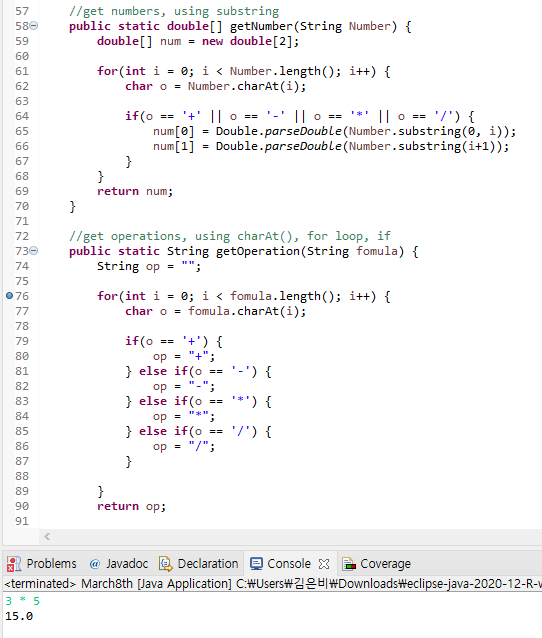 57 //get numbers, using substring
58 public static double[] getNumber(String Number) {
59 double[] num = new double[2];
60
61 for(int i = 0; i < Number.length(); i++) {
62 char o = Number.charAt(i);
63
64 if(o == '+' || o == '-' || o == '*' || o == '/') {
65 num[0] = Double.parseDouble(Number.substring(0, i));
66 num[1] = Double.parseDouble(Number.substring(i+1));
67 }
68 }
69 return num;
70 }
71
72 //get operations, using charAt(), for loop, if
73 public static String getOperation(String fomula) {
74 String op = "";
75
76 for(int i = 0; i < fomula.length(); i++) {
77 char o = fomula.charAt(i);
78
79 if(o == '+') {
80 op = "+";
81 } else if(o == '-') {
82 op = "-";
83 } else if(o == '*') {
84 op = "*";
85 } else if(o == '/') {
86 op = "/";
87 }
88
89 }
90 return op;
91
Problems @ Javadoc Declaration Console Coverage
<terminated> March8th [Java Application] C:₩Users₩김은비₩Downloads₩eclipse-java-2020-12-R-w
3 * 5
15.0